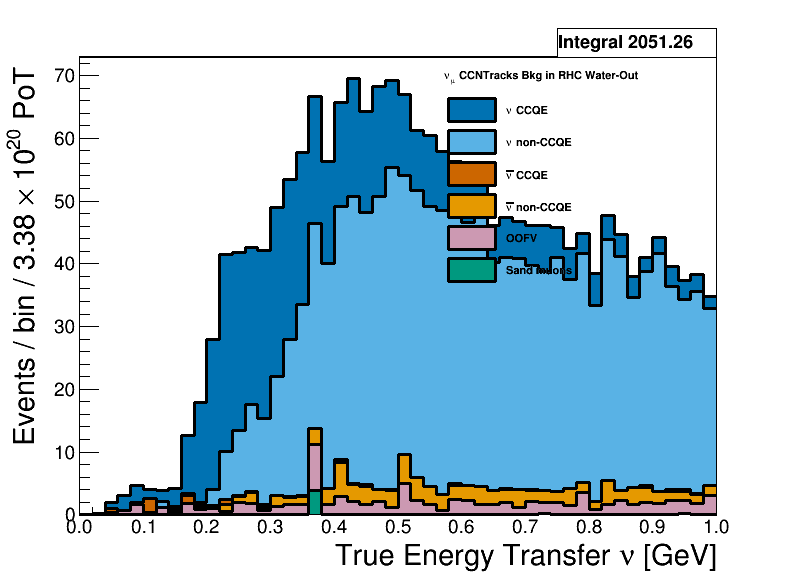 Integral 2051.26
ν_μ CCNTracks Bkg in RHC Water-Out
ν CCQE
ν non-CCQE
ν̅ CCQE
ν̅ non-CCQE
OOFV
Sand muons
Events / bin / 3.38 × 10²⁰ PoT
70
60
50
40
30
20
10
0
0.0 0.1 0.2 0.3 0.4 0.5 0.6 0.7 0.8 0.9 1.0
True Energy Transfer ν [GeV]